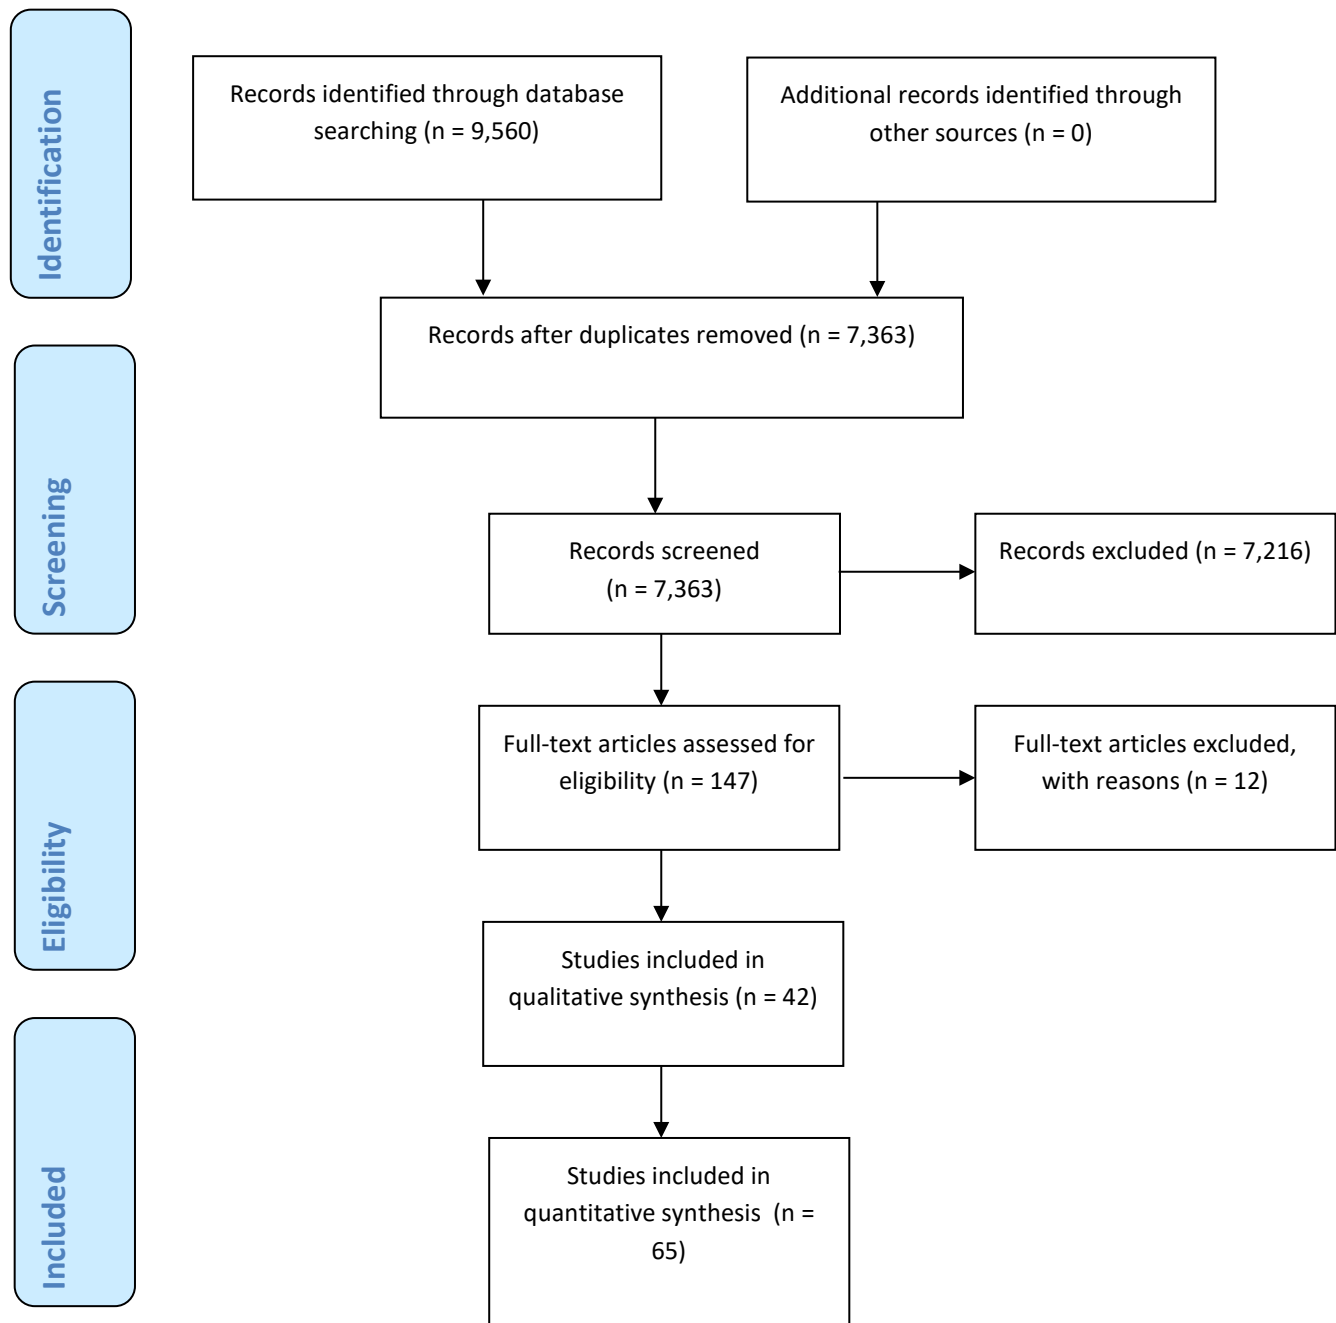 Identification
Records identified through database
searching (n = 9,560)
Additional records identified through
other sources (n = 0)
Records after duplicates removed (n = 7,363)
Screening
Records screened
(n = 7,363)
Records excluded (n = 7,216)
Eligibility
Full-text articles assessed for
eligibility (n = 147)
Full-text articles excluded,
with reasons (n = 12)
Studies included in
qualitative synthesis (n = 42)
Included
Studies included in
quantitative synthesis (n =
65)